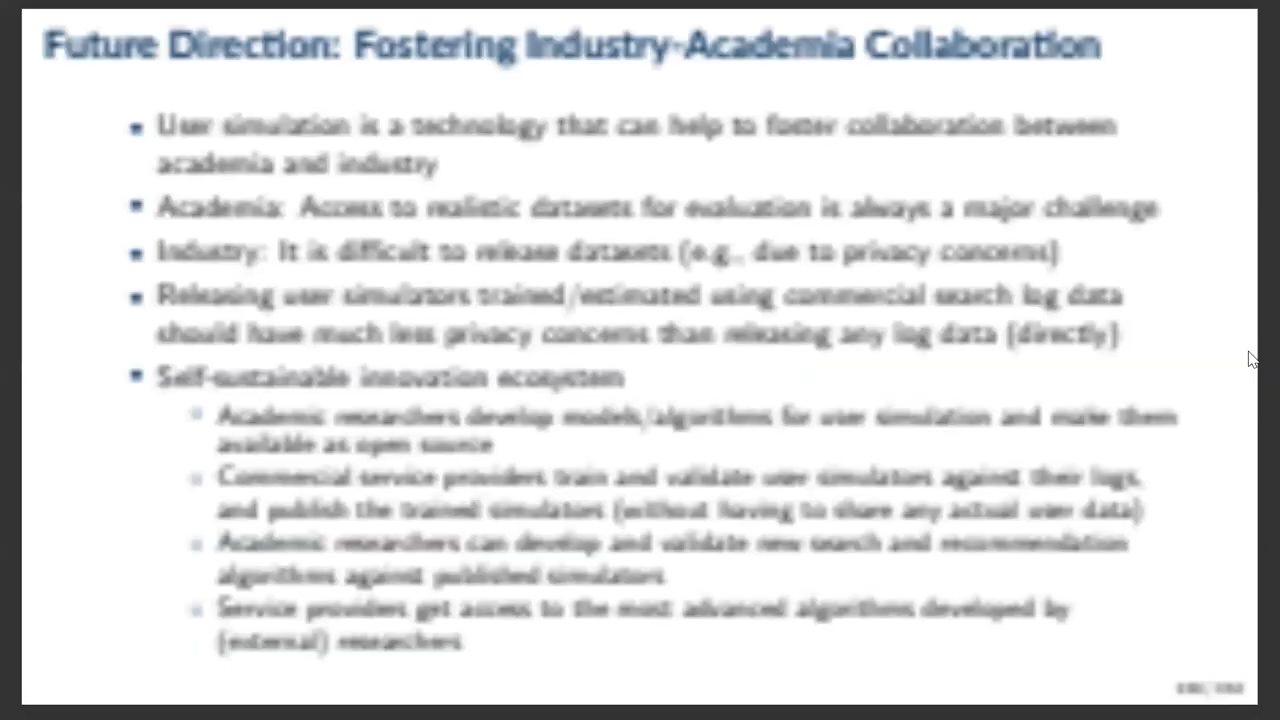 Future Direction: Fostering Industry-Academia Collaboration
User simulation is a technology that can help to foster collaboration between
academia and industry
Academia: Access to realistic datasets for evaluation is always a major challenge
Industry: It is difficult to release datasets (e.g., due to privacy concerns)
Releasing user simulators trained/estimated using commercial search log data
should have much less privacy concerns than releasing any log data (directly)
Self-sustainable innovation ecosystem
Academic researchers develop models/algorithms for user simulation and make them
available as open source
Commercial service providers train and validate user simulators against their logs,
and publish the trained simulators (without having to share any actual user data)
Academic researchers can develop and validate new search and recommendation
algorithms against published simulators
Service providers get access to the most advanced algorithms developed by
(external) researchers